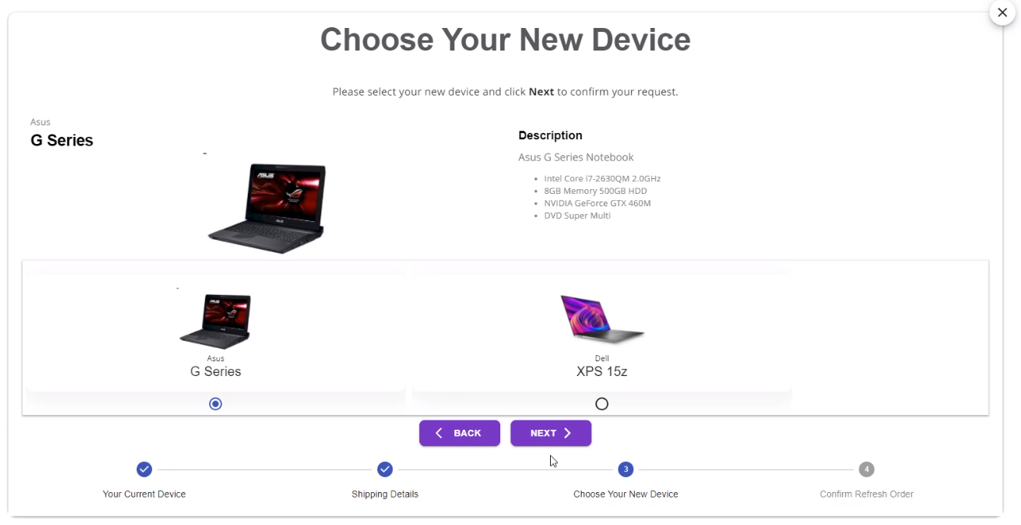 Choose Your New Device
Please select your new device and click Next to confirm your request.
Asus
G Series
Description
Asus G Series Notebook
Intel Core i7-2630QM 2.0GHz
8GB Memory 500GB HDD
NVIDIA GeForce GTX 460M
DVD Super Multi
ASUS
Asus
G Series
Dell
XPS 15z
BACK
NEXT
3
4
Your Current Device
Shipping Details
Choose Your New Device
Confirm Refresh Order